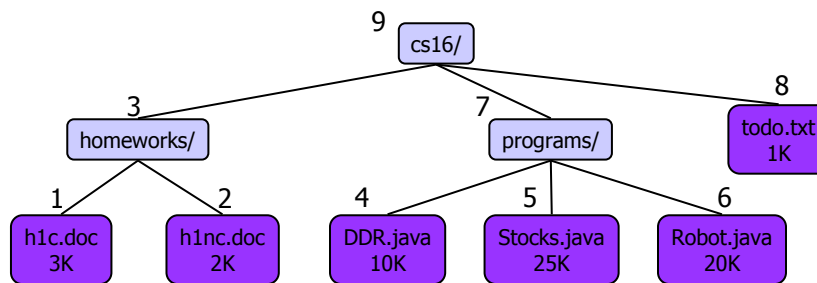 9
cs16/
3
7
8
homeworks/
programs/
todo.txt
1K
1
2
4
5
6
h1c.doc
3K
h1nc.doc
2K
DDR.java
10K
Stocks.java
25K
Robot.java
20K